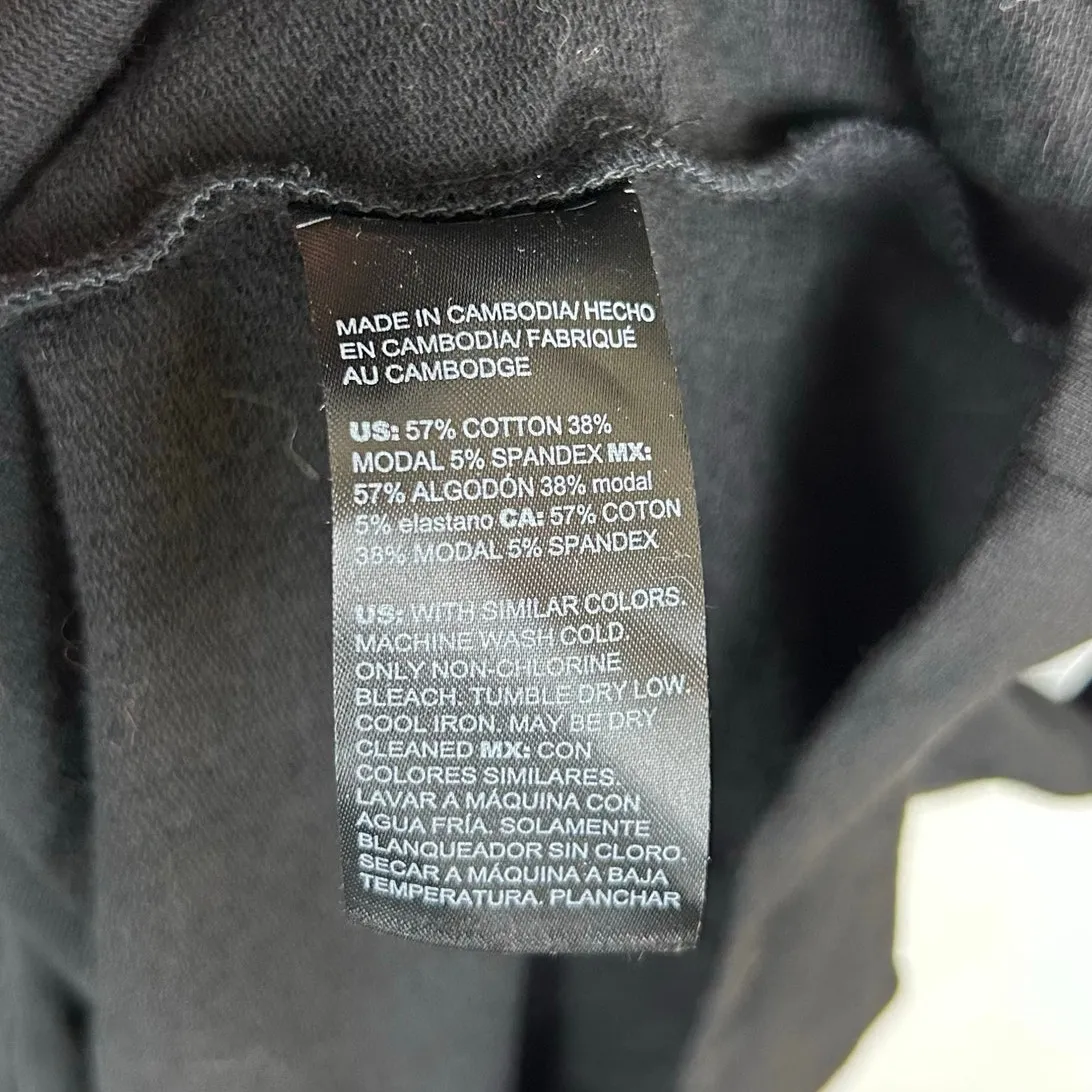 MADE IN CAMBODIA/ HECHO
EN CAMBODIA/ FABRIQUÉ
AU CAMBODGE
US: 57% COTTON 38%
MODAL 5% SPANDEX MX:
57% ALGODÓN 38% modal
5% elastano CA: 57% COTON
38% MODAL 5% SPANDEX
US: WITH SIMILAR COLORS.
MACHINE WASH COLD
ONLY NON-CHLORINE
BLEACH. TUMBLE DRY LOW.
COOL IRON. MAY BE DRY
CLEANED MX: CON
COLORES SIMILARES.
LAVAR A MÁQUINA CON
AGUA FRÍA. SOLAMENTE
BLANQUEADOR SIN CLORO.
SECAR A MÁQUINA A BAJA
TEMPERATURA. PLANCHAR